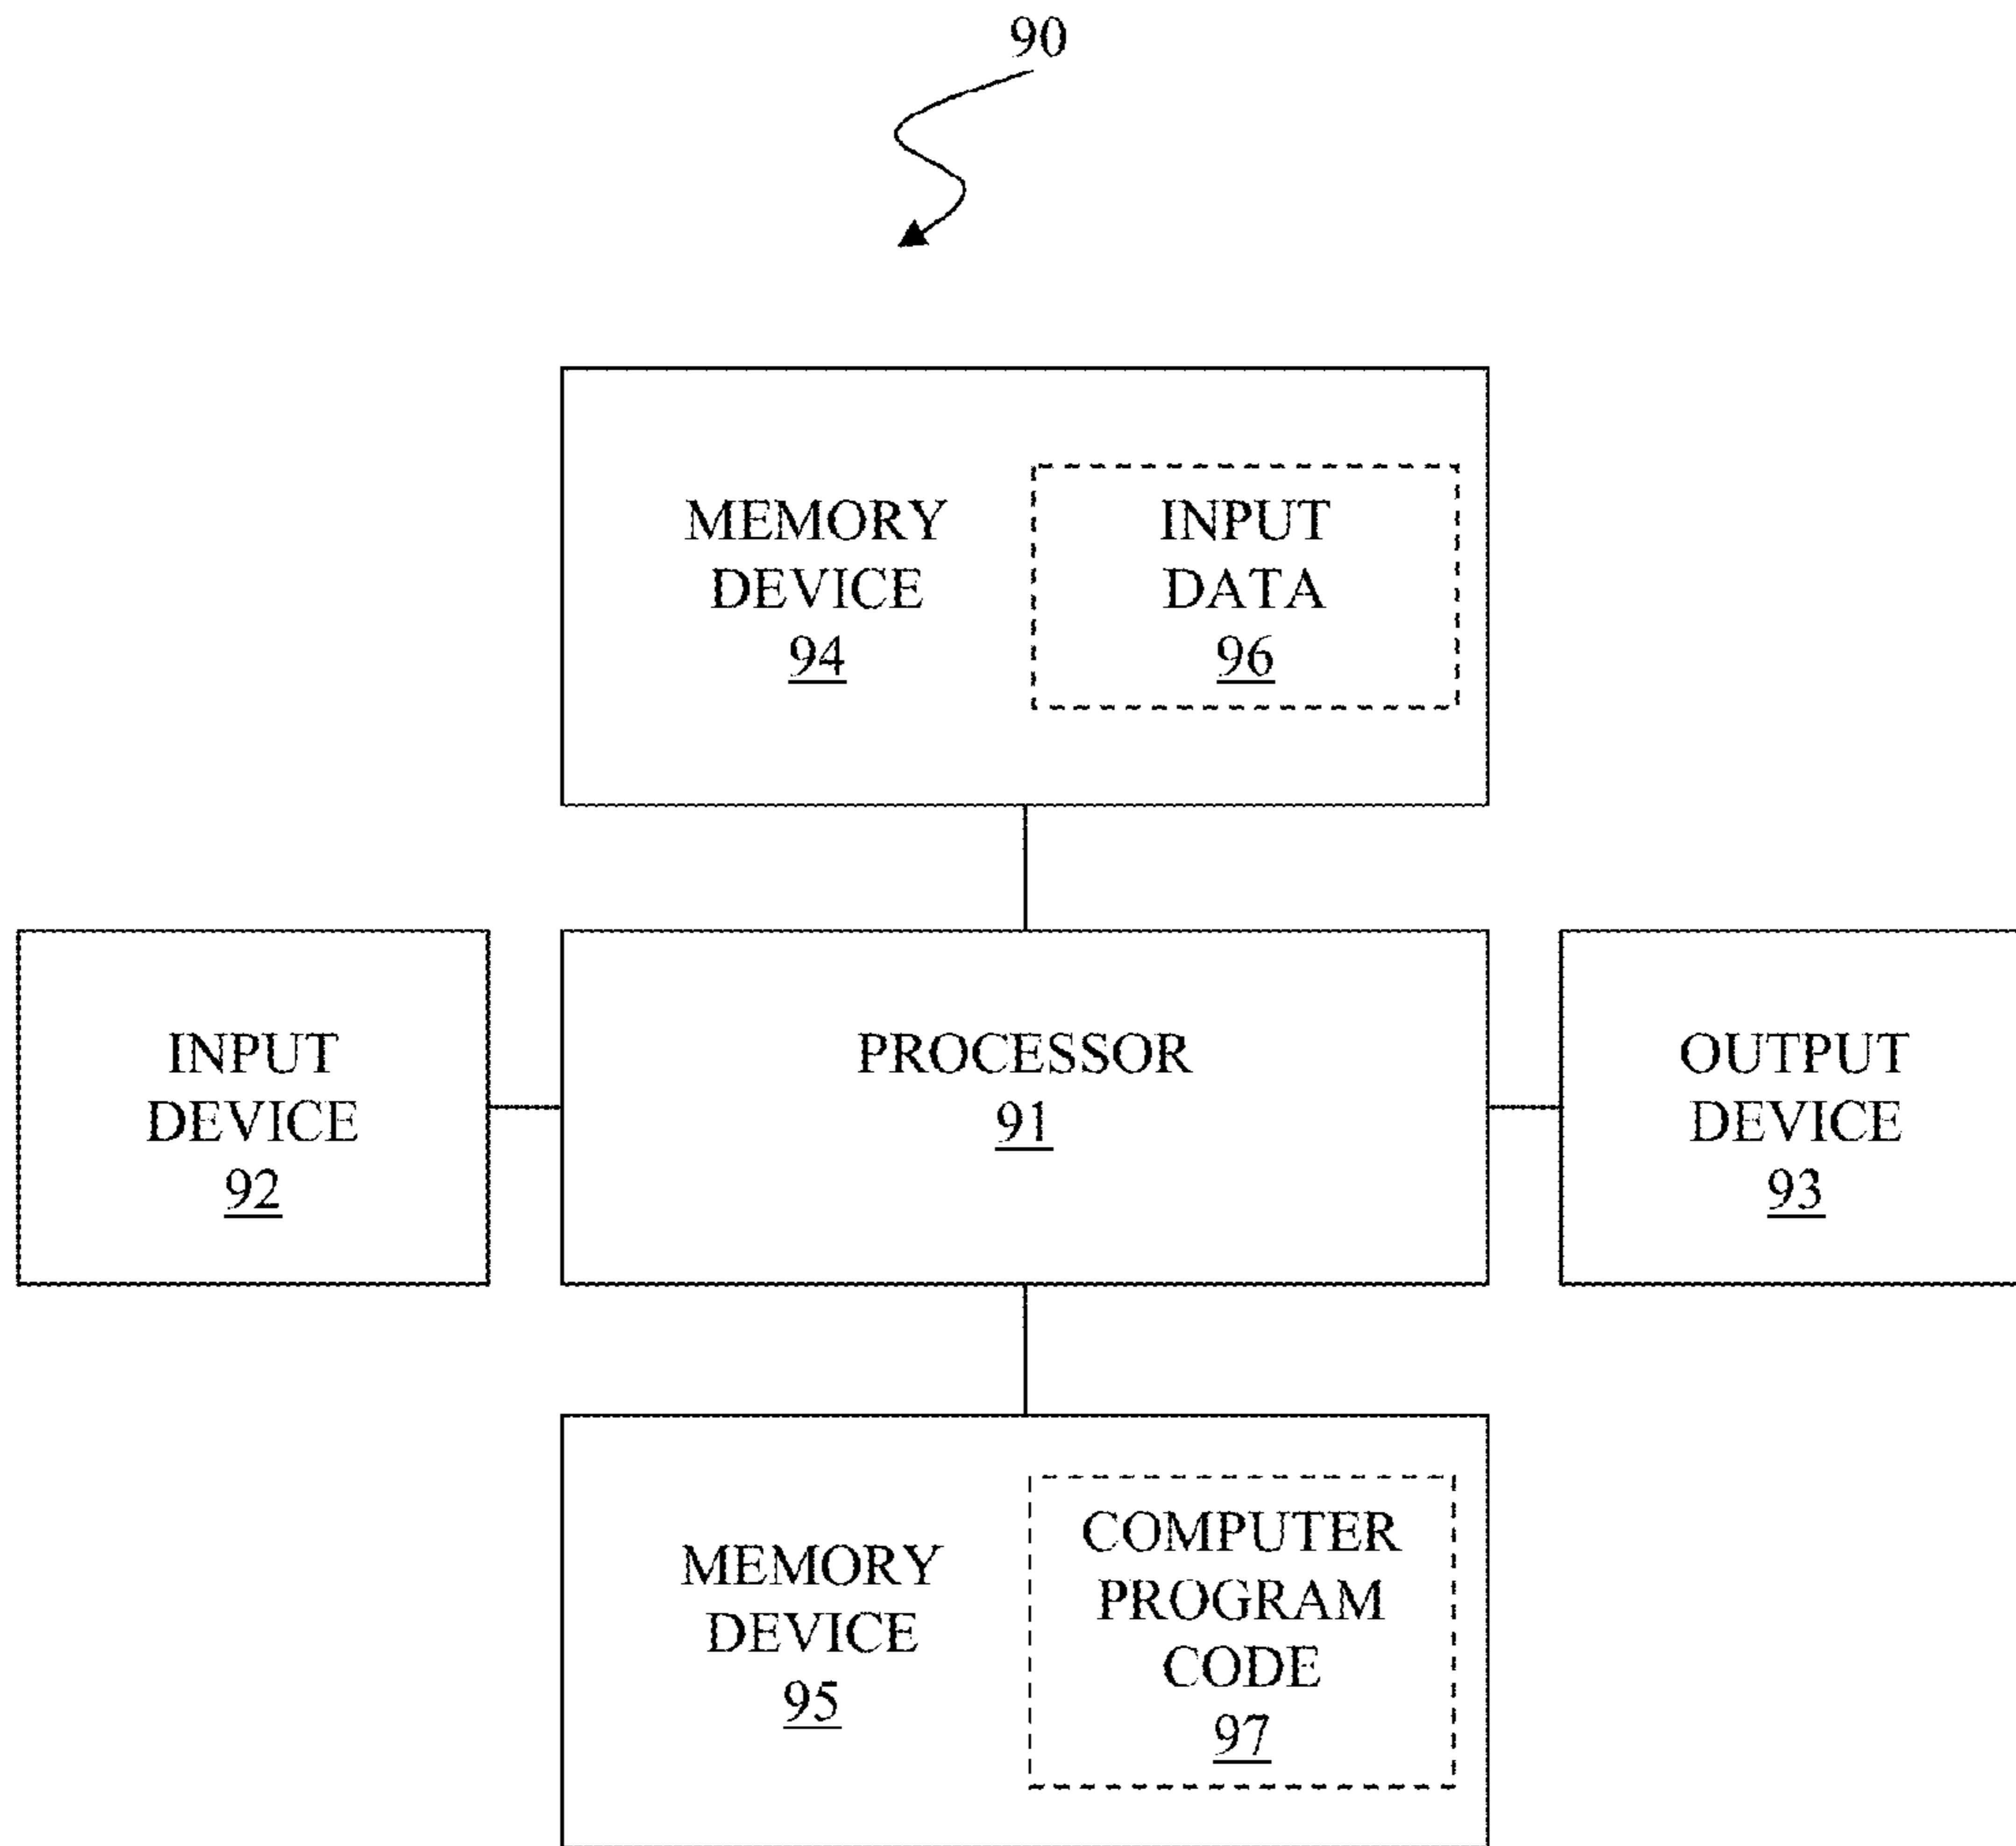 90
MEMORY
DEVICE
94
INPUT
DATA
96
INPUT
DEVICE
92
PROCESSOR
91
OUTPUT
DEVICE
93
MEMORY
DEVICE
95
COMPUTER
PROGRAM
CODE
97